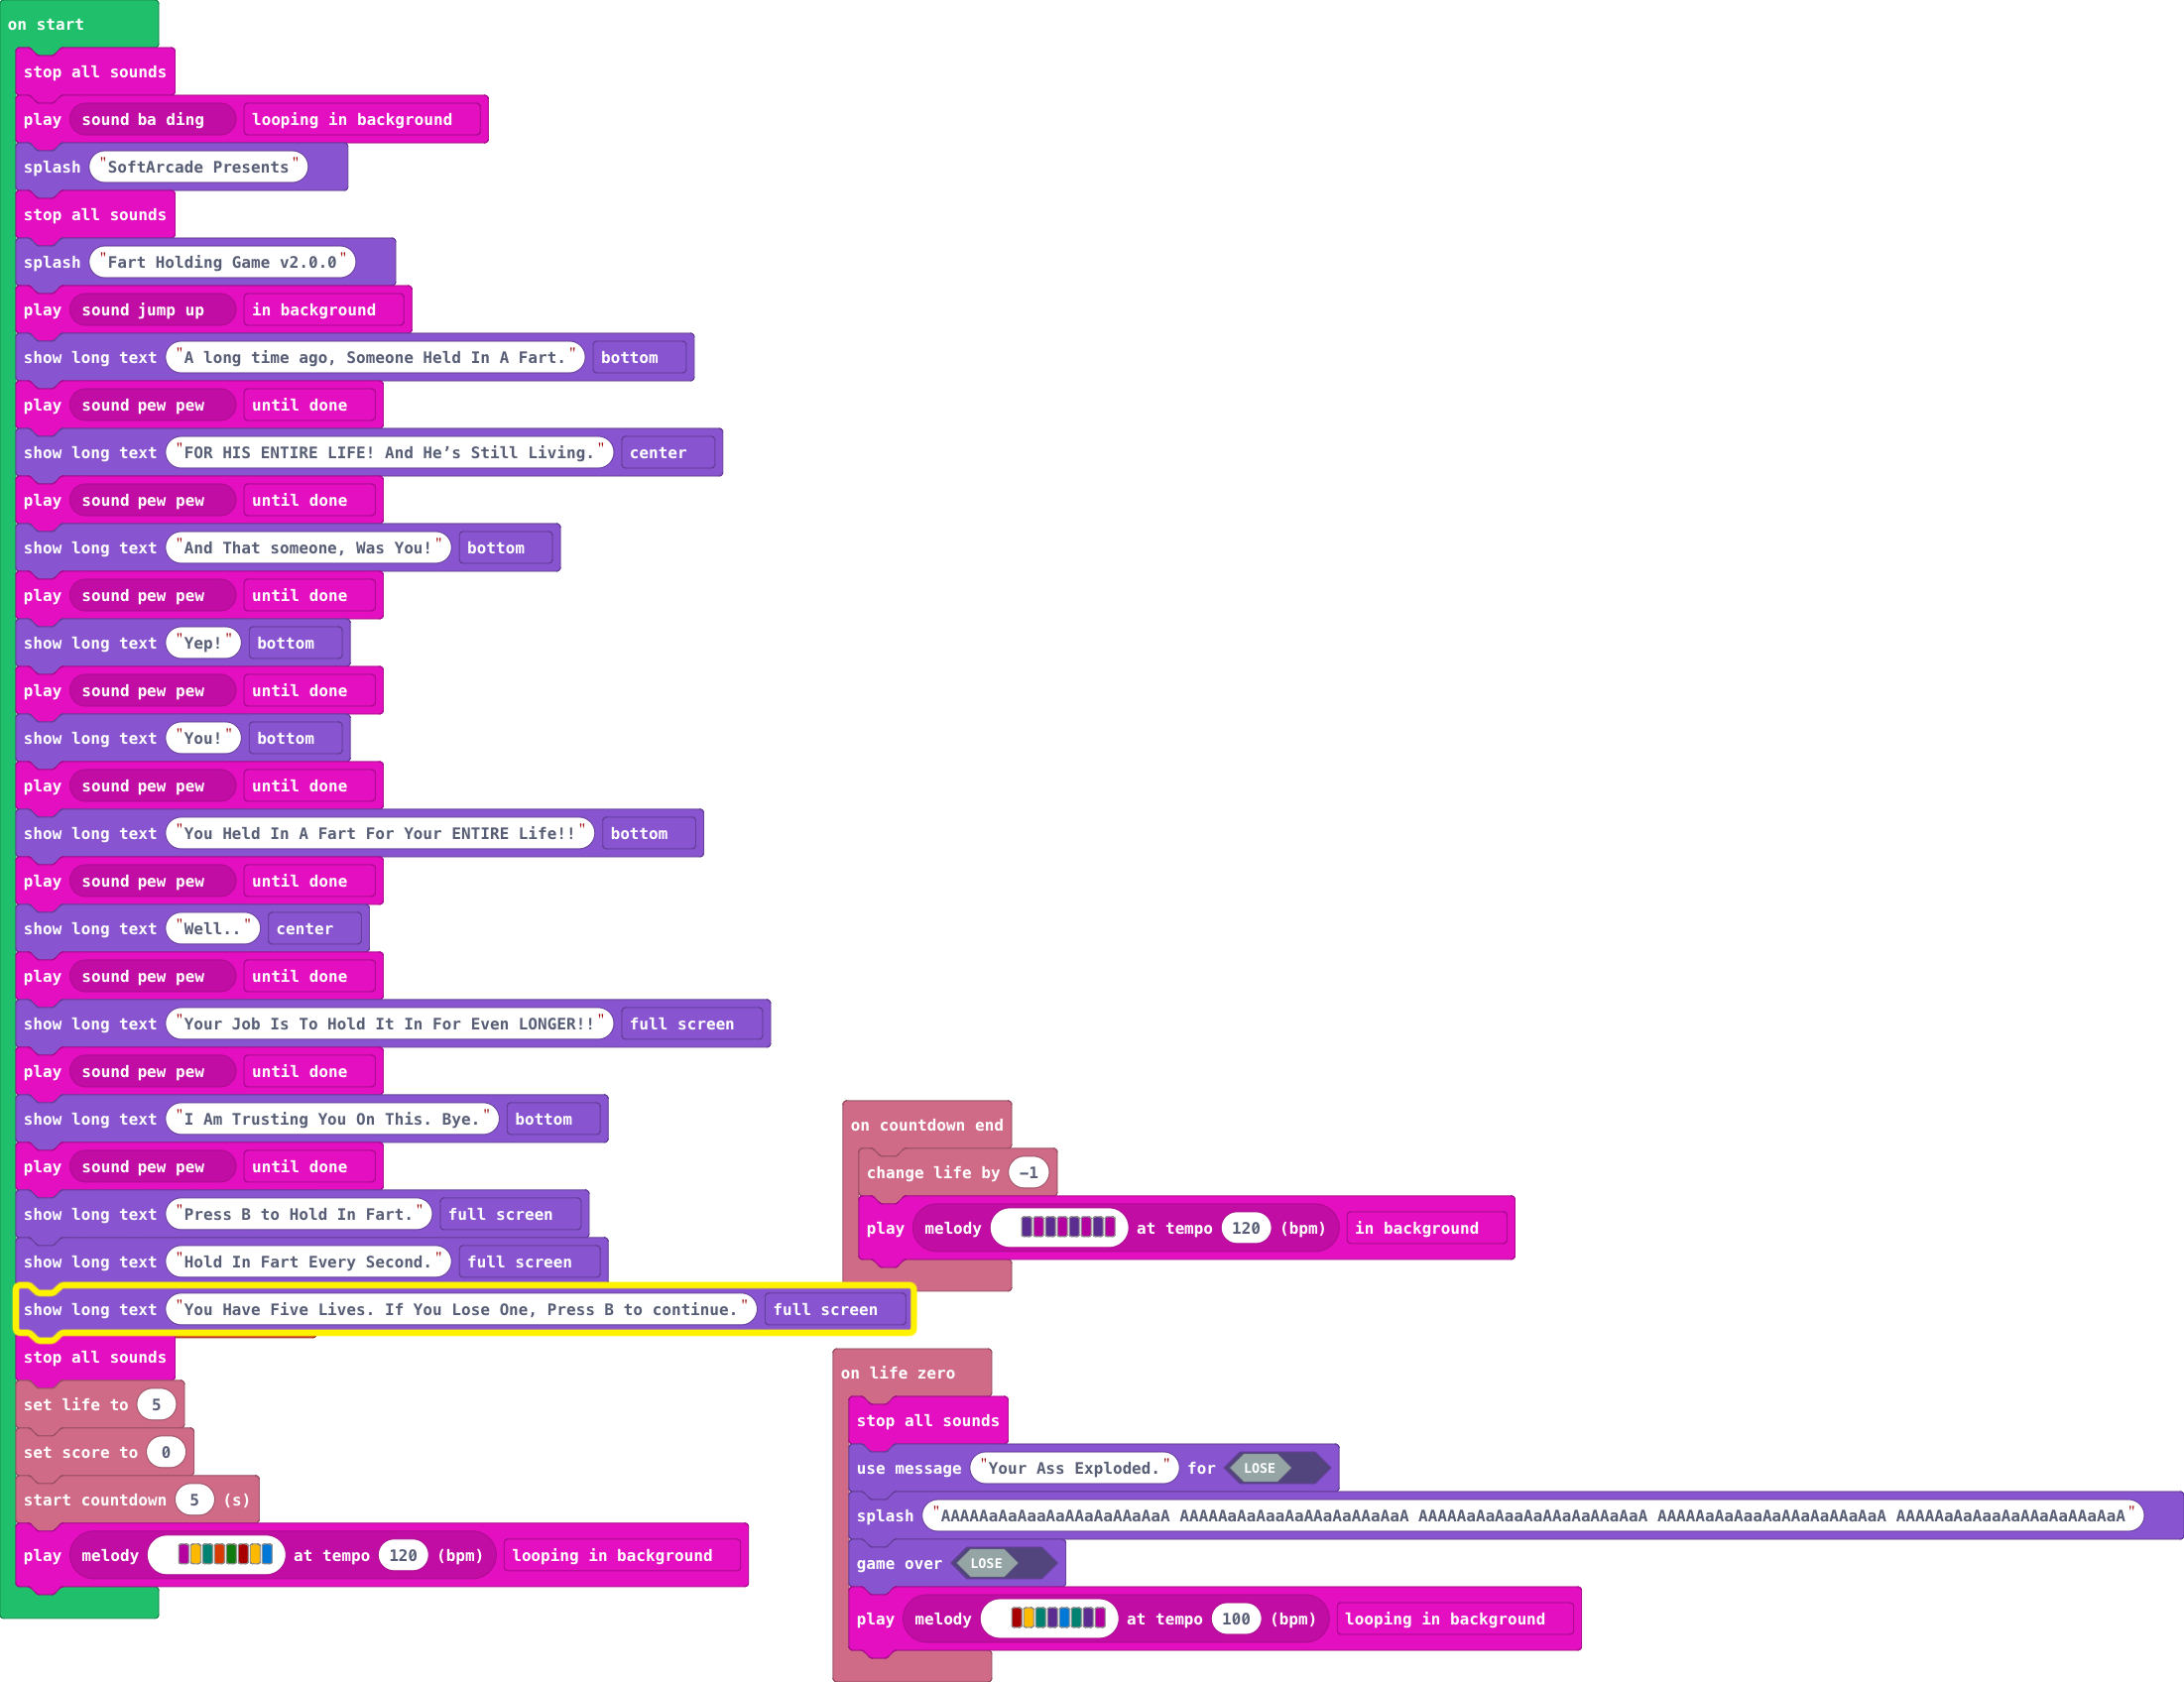 on start
stop all sounds
play sound ba ding looping in background
splash "SoftArcade Presents"
stop all sounds
splash "Fart Holding Game v2.0.0"
play sound jump up in background
show long text "A long time ago, Someone Held In A Fart." bottom
play sound pew pew until done
show long text "FOR HIS ENTIRE LIFE! And He’s Still Living." center
play sound pew pew until done
show long text "And That someone, Was You!" bottom
play sound pew pew until done
show long text "Yep!" bottom
play sound pew pew until done
show long text "You!" bottom
play sound pew pew until done
show long text "You Held In A Fart For Your ENTIRE Life!!" bottom
play sound pew pew until done
show long text "Well.." center
play sound pew pew until done
show long text "Your Job Is To Hold It In For Even LONGER!!" full screen
play sound pew pew until done
show long text "I Am Trusting You On This. Bye." bottom
play sound pew pew until done
show long text "Press B to Hold In Fart." full screen
show long text "Hold In Fart Every Second." full screen
show long text "You Have Five Lives. If You Lose One, Press B to continue." full screen
stop all sounds
set life to 5
set score to 0
start countdown 5 (s)
play melody at tempo 120 (bpm) looping in background
on countdown end
change life by −1
play melody at tempo 120 (bpm) in background
on life zero
stop all sounds
use message "Your Ass Exploded." for LOSE
splash "AAAAAaAaAaaAaAAaAaAAaAaA AAAAAaAaAaaAaAAaAaAAaAaA AAAAAaAaAaaAaAAaAaAAaAaA AAAAAaAaAaaAaAAaAaAAaAaA AAAAAaAaAaaAaAAaAaAAaAaA"
game over LOSE
play melody at tempo 100 (bpm) looping in background